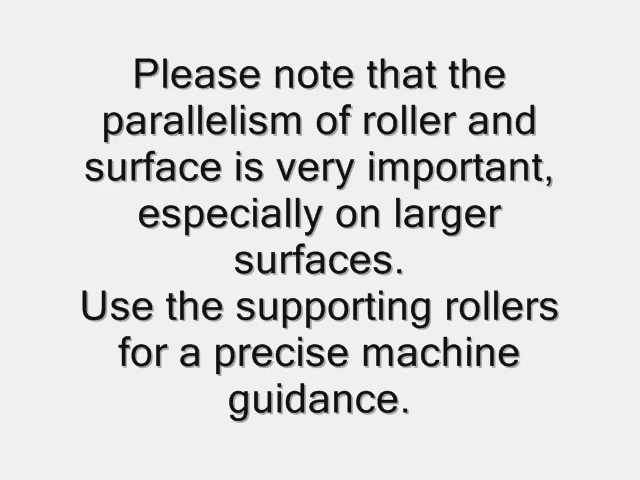 Please note that the
parallelism of roller and
surface is very important,
especially on larger
surfaces.
Use the supporting rollers
for a precise machine
guidance.